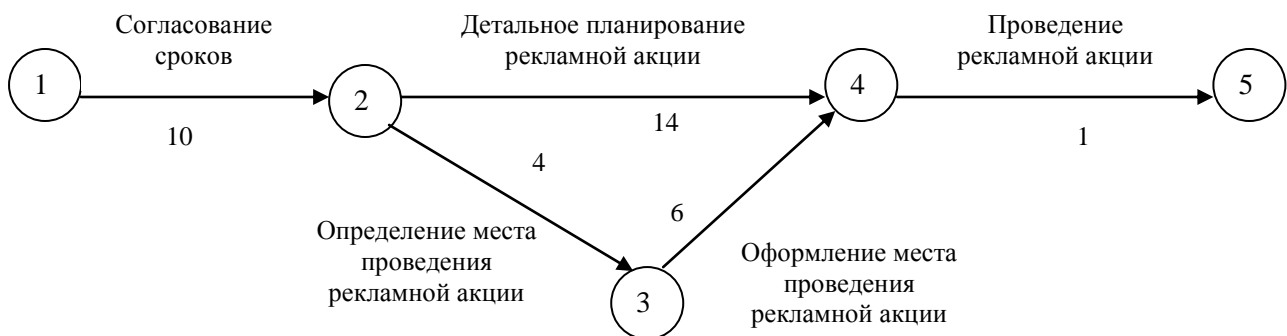 Согласование
сроков
Детальное планирование
рекламной акции
Проведение
рекламной акции
1
2
4
5
10
14
1
4
6
Определение места
проведения
рекламной акции
3
Оформление места
проведения
рекламной акции